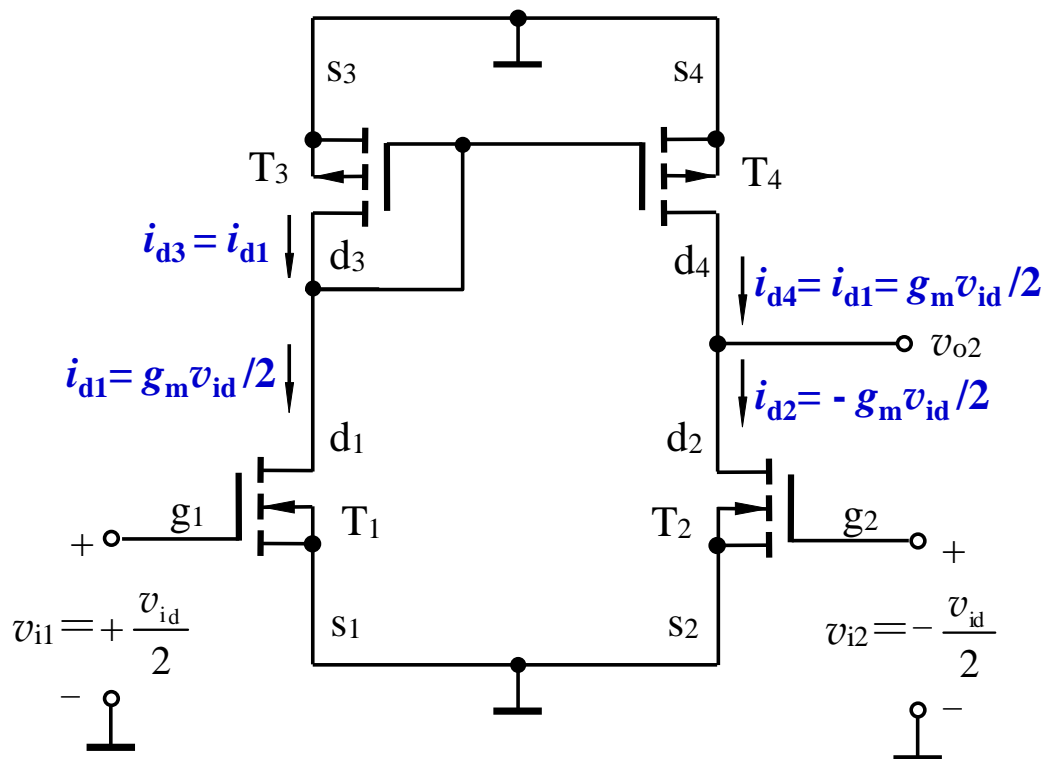 s3
s4
T3
T4
id3 = id1
d3
d4
id4= id1= gmvid /2
vo2
id1= gmvid /2
id2= - gmvid /2
d1
d2
g1
T1
T2
g2
+
+
vi1=+ vid/2
s1
s2
vi2=− vid/2
−
−